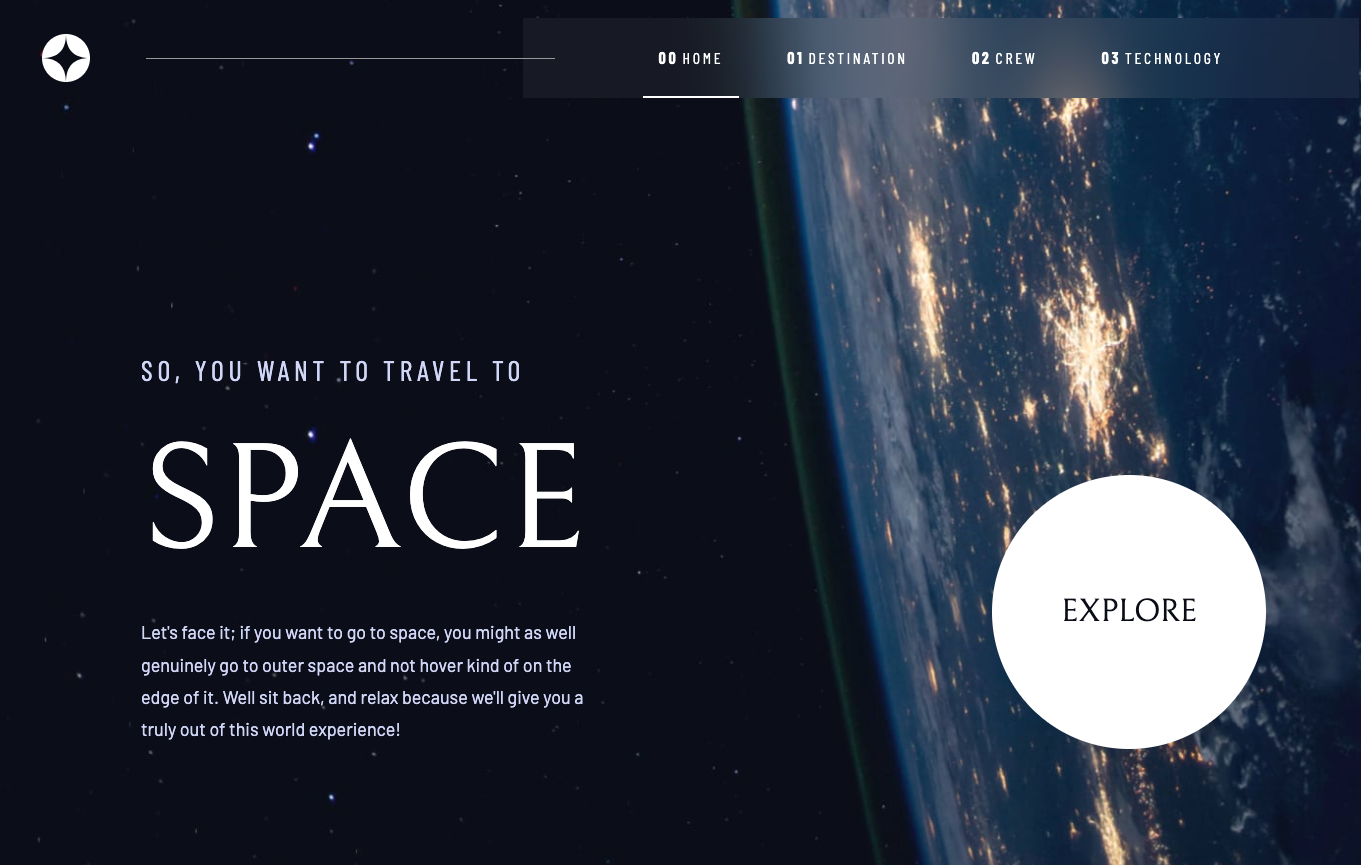 00 HOME 01 DESTINATION 02 CREW 03 TECHNOLOGY
SO, YOU WANT TO TRAVEL TO
SPACE
Let's face it; if you want to go to space, you might as well
genuinely go to outer space and not hover kind of on the
edge of it. Well sit back, and relax because we'll give you a
truly out of this world experience!
EXPLORE